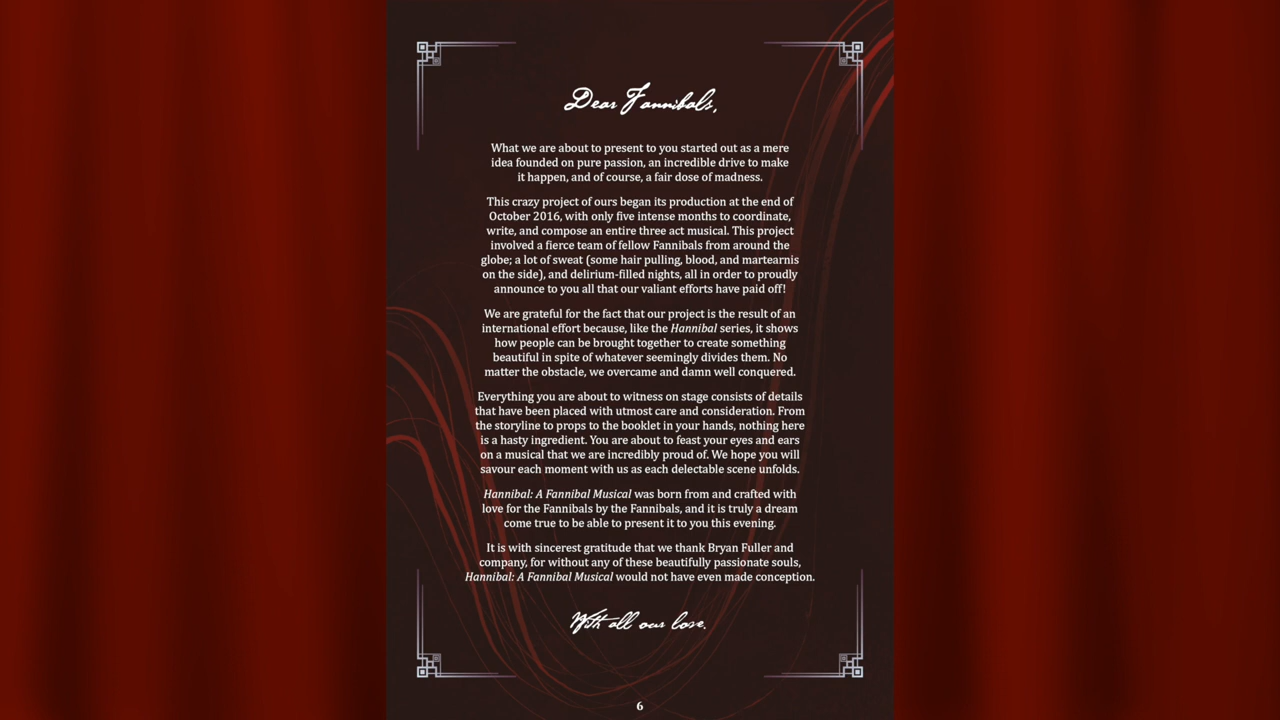 Dear Fannibals,
What we are about to present to you started out as a mere
idea founded on pure passion, an incredible drive to make
it happen, and of course, a fair dose of madness.
This crazy project of ours began its production at the end of
October 2016, with only five intense months to coordinate,
write, and compose an entire three act musical. This project
involved a fierce team of fellow Fannibals from around the
globe; a lot of sweat (some hair pulling, blood, and martearnis
on the side), and delirium-filled nights, all in order to proudly
announce to you all that our valiant efforts have paid off!
We are grateful for the fact that our project is the result of an
international effort because, like the Hannibal series, it shows
how people can be brought together to create something
beautiful in spite of whatever seemingly divides them. No
matter the obstacle, we overcame and damn well conquered.
Everything you are about to witness on stage consists of details
that have been placed with utmost care and consideration. From
the storyline to props to the booklet in your hands, nothing here
is a hasty ingredient. You are about to feast your eyes and ears
on a musical that we are incredibly proud of. We hope you will
savour each moment with us as each delectable scene unfolds.
Hannibal: A Fannibal Musical was born from and crafted with
love for the Fannibals by the Fannibals, and it is truly a dream
come true to be able to present it to you this evening.
It is with sincerest gratitude that we thank Bryan Fuller and
company, for without any of these beautifully passionate souls,
Hannibal: A Fannibal Musical would not have even made conception.
With all our love.
6